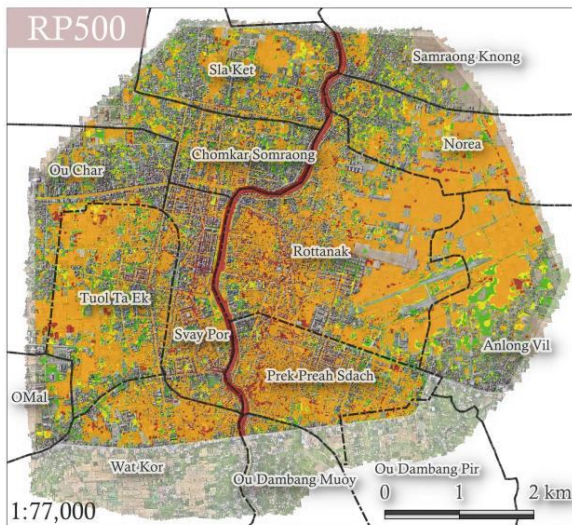 RP500
Samraong Knong
Sla Ket
Norea
Chomkar Somraong
Ou Char
Rottanak
Tuol Ta Ek
Svay Por
Anlong Vil
Prek Preah Sdach
OMal
Wat Kor
Ou Dambang Pir
Ou Dambang Muoy
1:77,000
0 1 2 km